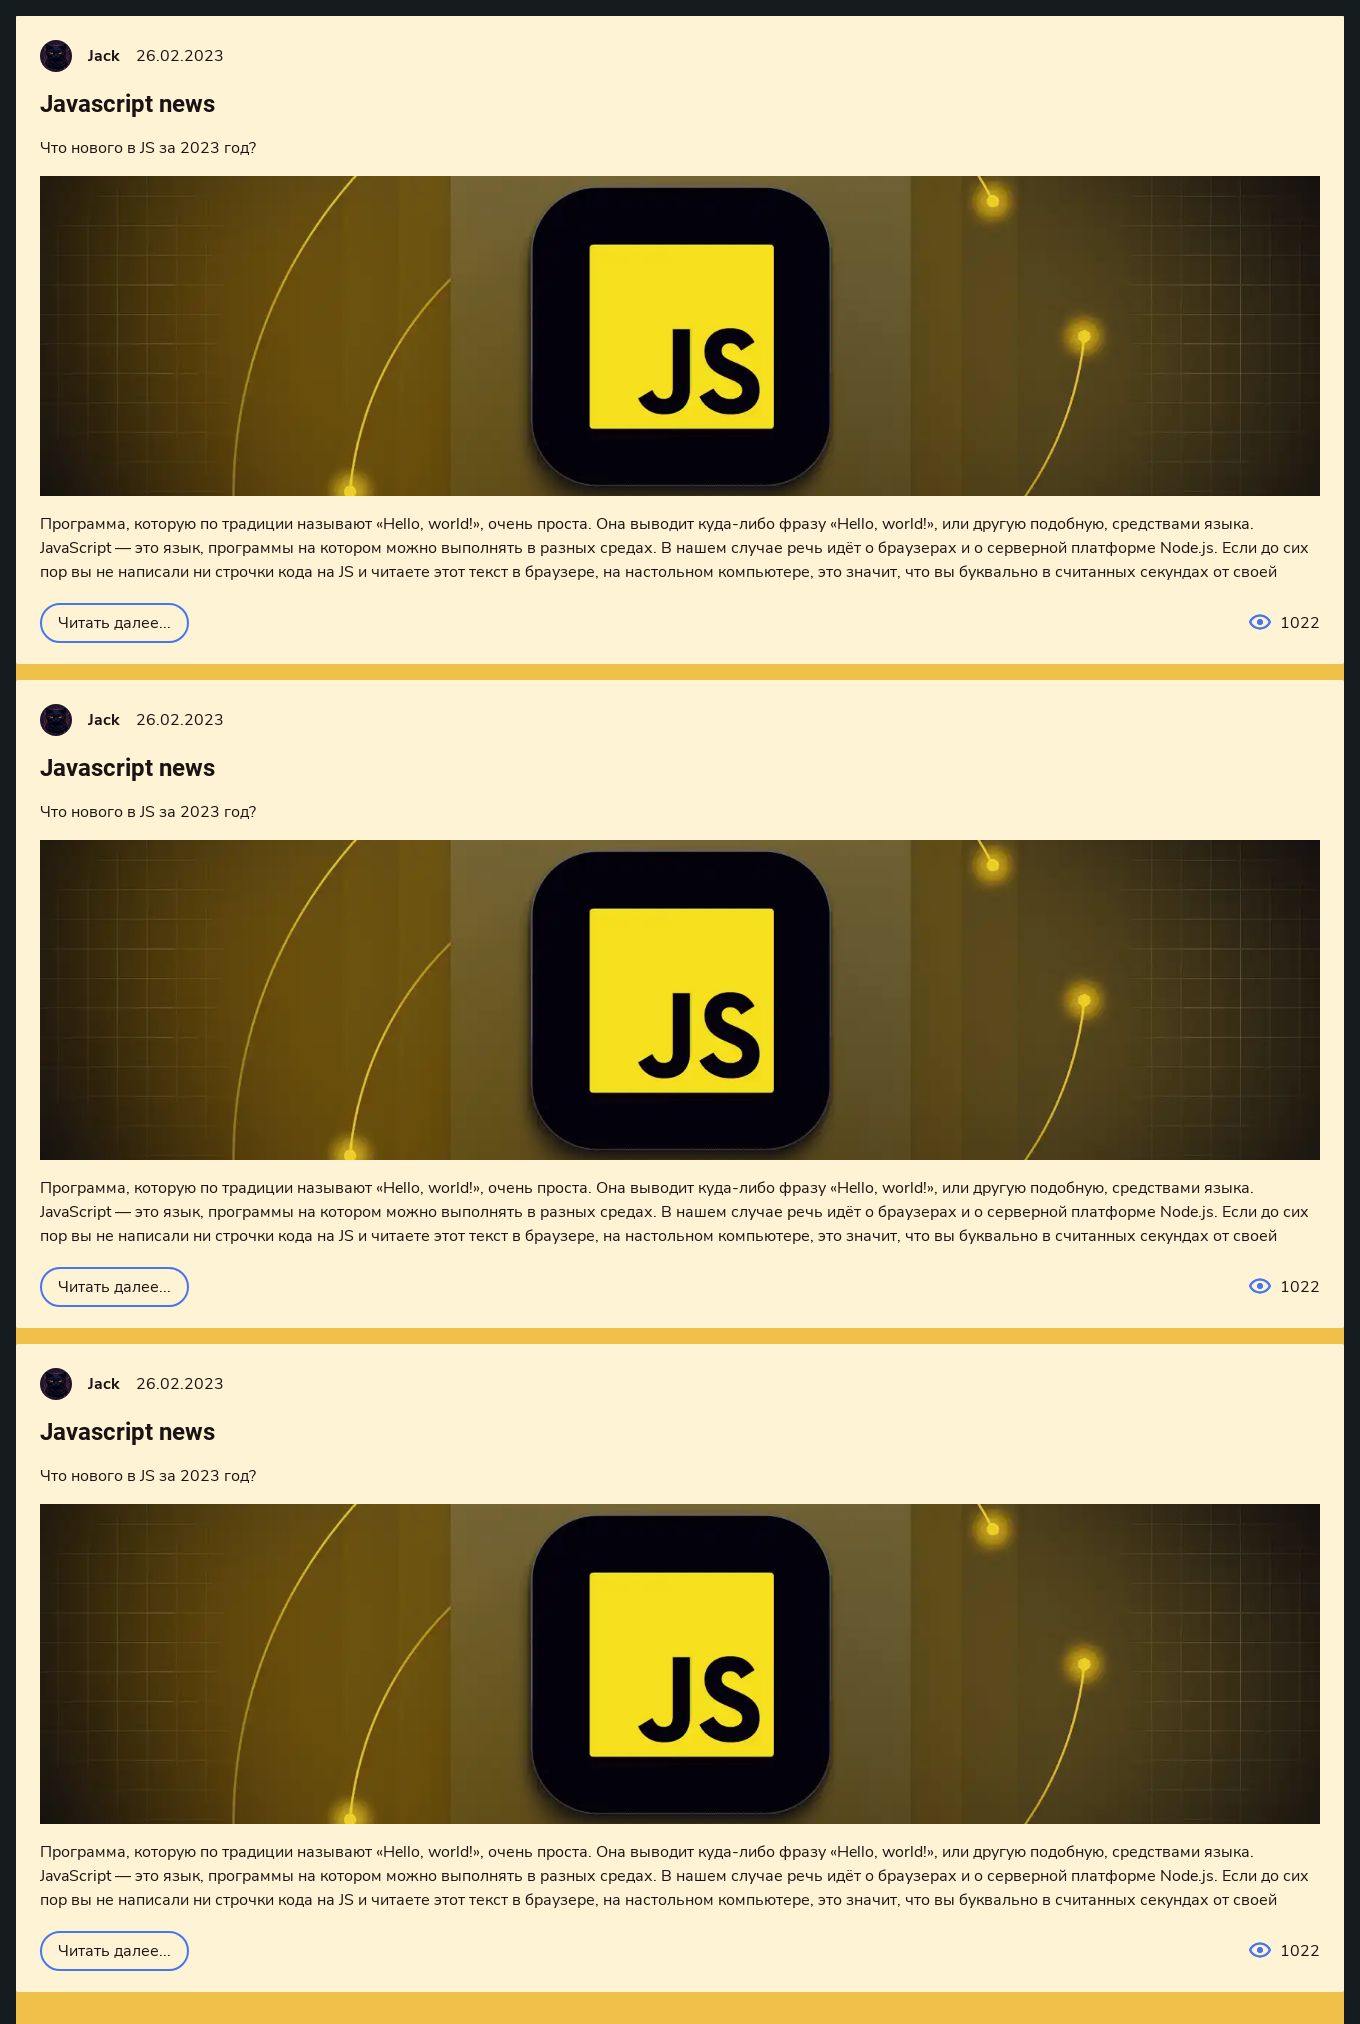 Jack 26.02.2023
Javascript news
Что нового в JS за 2023 год?
JS
Программа, которую по традиции называют «Hello, world!», очень проста. Она выводит куда-либо фразу «Hello, world!», или другую подобную, средствами языка.
JavaScript — это язык, программы на котором можно выполнять в разных средах. В нашем случае речь идёт о браузерах и о серверной платформе Node.js. Если до сих
пор вы не написали ни строчки кода на JS и читаете этот текст в браузере, на настольном компьютере, это значит, что вы буквально в считанных секундах от своей
Читать далее... 1022
Jack 26.02.2023
Javascript news
Что нового в JS за 2023 год?
JS
Программа, которую по традиции называют «Hello, world!», очень проста. Она выводит куда-либо фразу «Hello, world!», или другую подобную, средствами языка.
JavaScript — это язык, программы на котором можно выполнять в разных средах. В нашем случае речь идёт о браузерах и о серверной платформе Node.js. Если до сих
пор вы не написали ни строчки кода на JS и читаете этот текст в браузере, на настольном компьютере, это значит, что вы буквально в считанных секундах от своей
Читать далее... 1022
Jack 26.02.2023
Javascript news
Что нового в JS за 2023 год?
JS
Программа, которую по традиции называют «Hello, world!», очень проста. Она выводит куда-либо фразу «Hello, world!», или другую подобную, средствами языка.
JavaScript — это язык, программы на котором можно выполнять в разных средах. В нашем случае речь идёт о браузерах и о серверной платформе Node.js. Если до сих
пор вы не написали ни строчки кода на JS и читаете этот текст в браузере, на настольном компьютере, это значит, что вы буквально в считанных секундах от своей
Читать далее... 1022